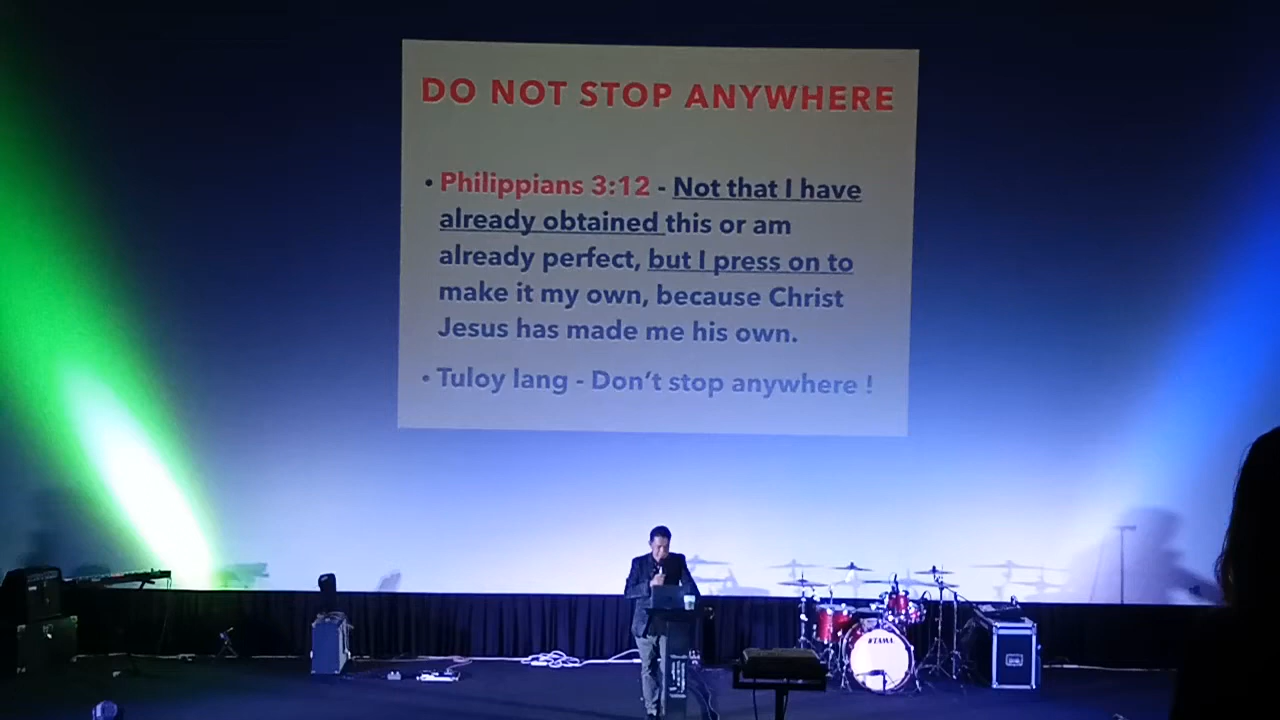 DO NOT STOP ANYWHERE
• Philippians 3:12 - Not that I have
already obtained this or am
already perfect, but I press on to
make it my own, because Christ
Jesus has made me his own.
• Tuloy lang - Don't stop anywhere !
TAMA